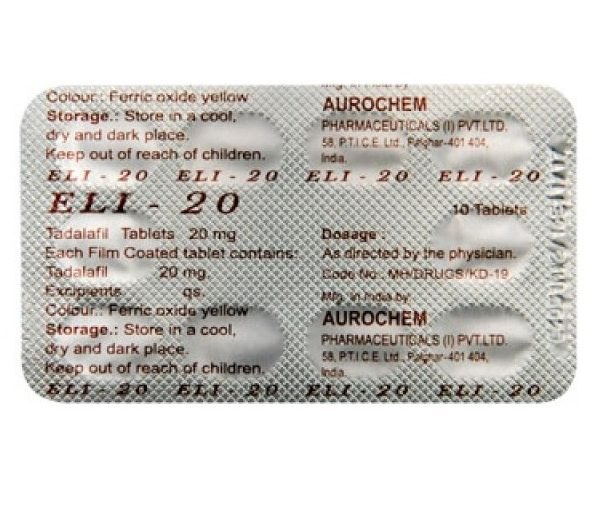 Colour.: Ferric oxide yellow
Storage.: Store in a cool,
dry and dark place.
Keep out of reach of children.
Mfg. in India by
AUROCHEM
PHARMACEUTICALS (I) PVT.LTD.
58, P.T.I.C.E. Ltd., Palghar-401 404,
India.
ELI - 20 ELI - 20 ELI - 20 ELI - 20
ELI - 20
10 Tablets
Tadalafil Tablets 20 mg
Each Film Coated tablet contains:
Tadalafil 20 mg
Excipients qs.
Colour.: Ferric oxide yellow
Storage.: Store in a cool,
dry and dark place.
Keep out of reach of children.
Dosage :
As directed by the physician.
Code No.: MH/DRUGS/KD-19
Mfg. in India by
AUROCHEM
PHARMACEUTICALS (I) PVT.LTD.
58, P.T.I.C.E. Ltd., Palghar-401 404,
India.
ELI - 20 ELI - 20 ELI - 20 ELI - 20